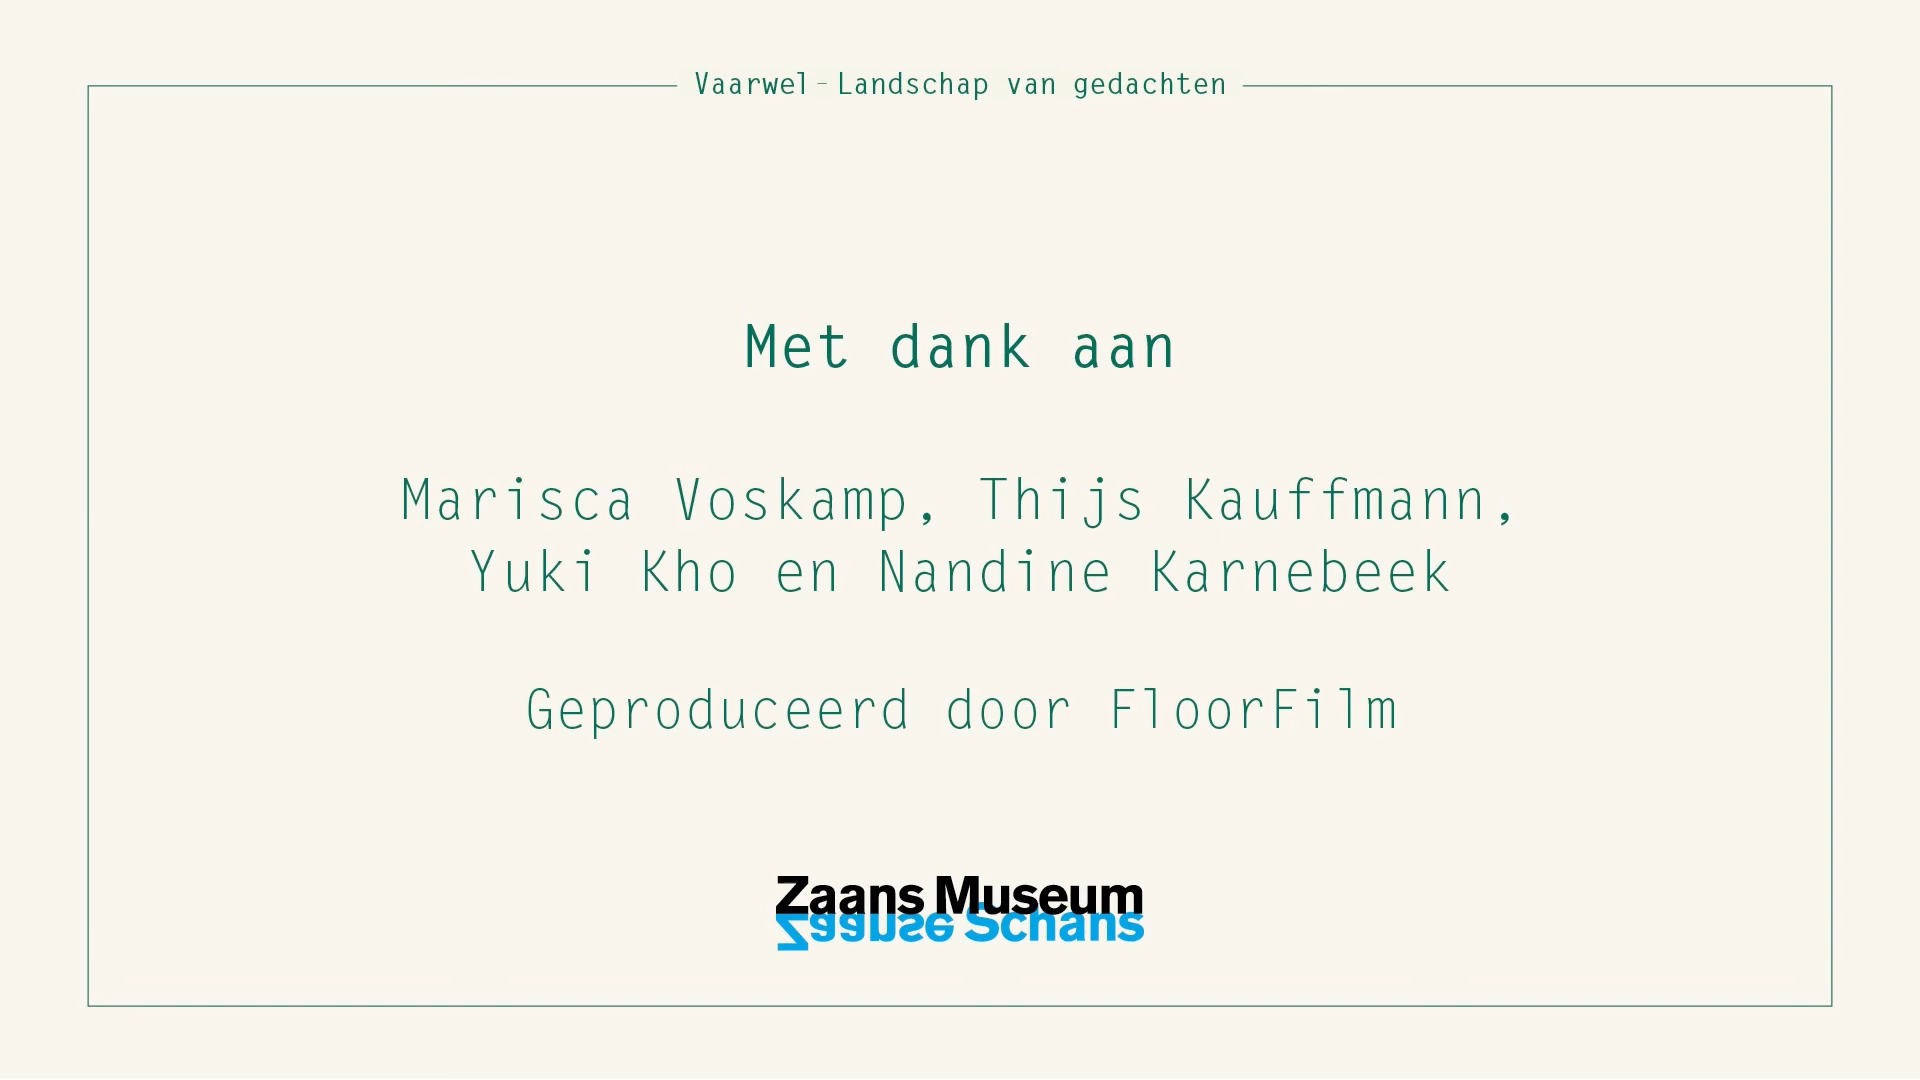 Vaarwel - Landschap van gedachten
Met dank aan
Marisca Voskamp, Thijs Kauffmann,
Yuki Kho en Nandine Karnebeek
Geproduceerd door FloorFilm
Zaans Museum
Zaanse Schans